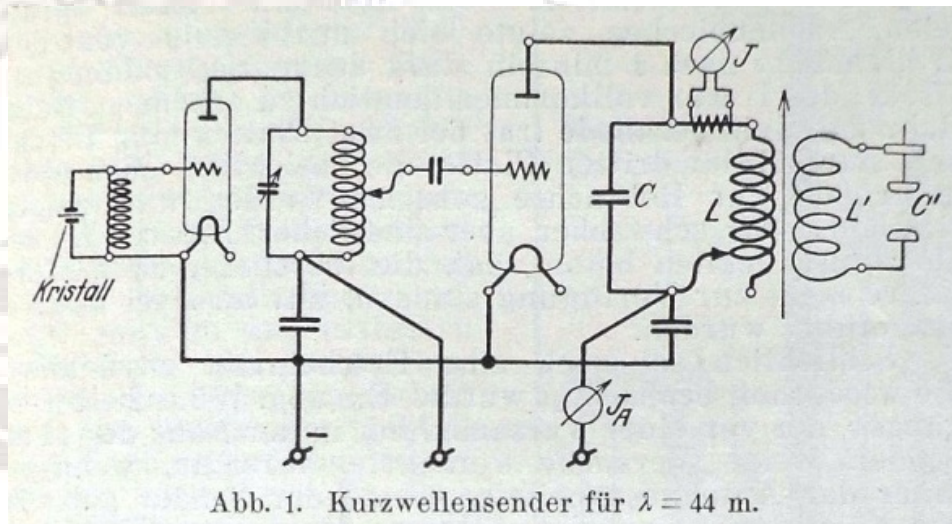 J
C
L
L'
C'
Kristall
J_A
−
Abb. 1. Kurzwellensender für λ = 44 m.